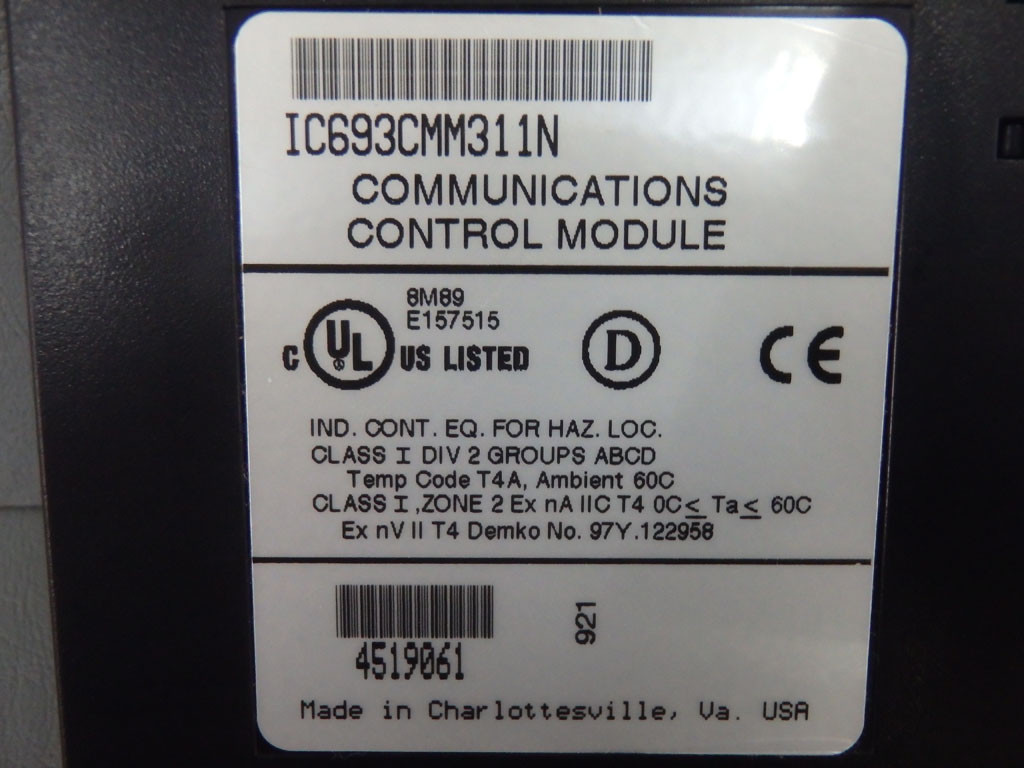 IC693CMM311N
COMMUNICATIONS
CONTROL MODULE
8M89
E157515
C UL US LISTED
D
CE
IND. CONT. EQ. FOR HAZ. LOC.
CLASS I DIV 2 GROUPS ABCD
Temp Code T4A, Ambient 60C
CLASS I ,ZONE 2 Ex nA IIC T4 0C≤ Ta≤ 60C
Ex nV II T4 Demko No. 97Y.122958
921
4519061
Made in Charlottesville, Va. USA